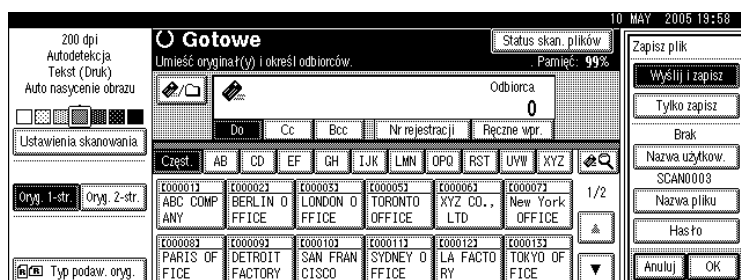 10 MAY 2005 19:58
200 dpi
Autodetekcja
Tekst (Druk)
Auto nasycenie obrazu
Ustawienia skanowania
Oryg. 1-str. Oryg. 2-str.
Typ podaw. oryg.
Gotowe
Status skan. plików
Umieść oryginał(y) i określ odbiorców.
Pamięć: 99%
Odbiorca
0
Do Cc Bcc Nr rejestracji Ręczne wpr.
Częst. AB CD EF GH IJK LMN OPQ RST UVW XYZ
[00001] [00002] [00003] [00005] [00006] [00007]
ABC COMP BERLIN O LONDON O TORONTO XYZ CO., New York
ANY FFICE FFICE OFFICE LTD OFFICE
1/2
[00008] [00009] [00010] [00011] [00012] [00013]
PARIS OF DETROIT SAN FRAN SYDNEY O LA FACTO TOKYO OF
FICE FACTORY CISCO FFICE RY FICE
Zapisz plik
Wyślij i zapisz
Tylko zapisz
Brak
Nazwa użytkow.
SCAN0003
Nazwa pliku
Hasło
Anuluj OK